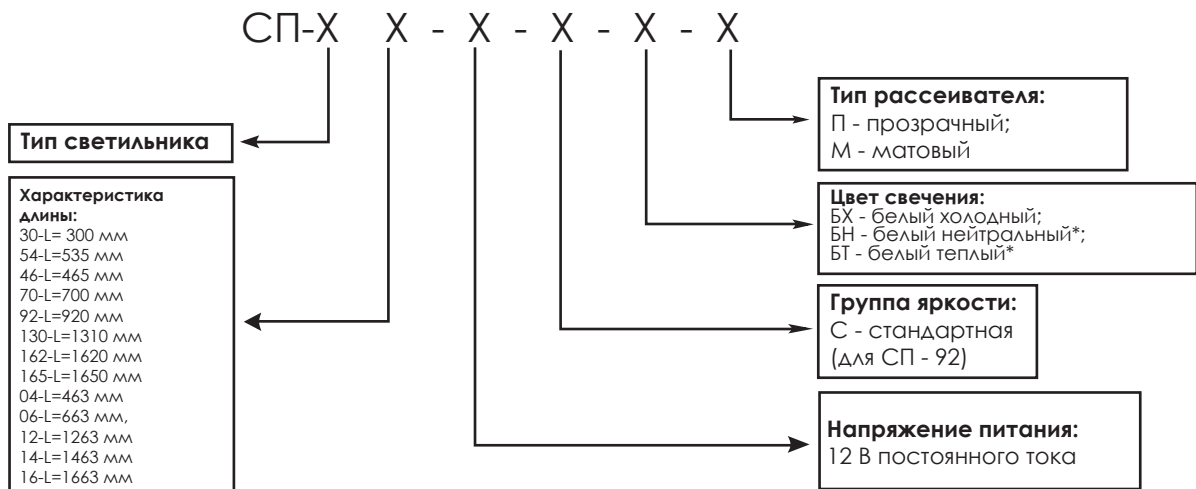 СП-Х Х - Х - Х - Х - Х
Тип светильника
Характеристика
длины:
30-L= 300 мм
54-L=535 мм
46-L=465 мм
70-L=700 мм
92-L=920 мм
130-L=1310 мм
162-L=1620 мм
165-L=1650 мм
04-L=463 мм
06-L=663 мм,
12-L=1263 мм
14-L=1463 мм
16-L=1663 мм
Тип рассеивателя:
П - прозрачный;
М - матовый
Цвет свечения:
БХ - белый холодный;
БН - белый нейтральный*;
БТ - белый теплый*
Группа яркости:
С - стандартная
(для СП - 92)
Напряжение питания:
12 В постоянного тока